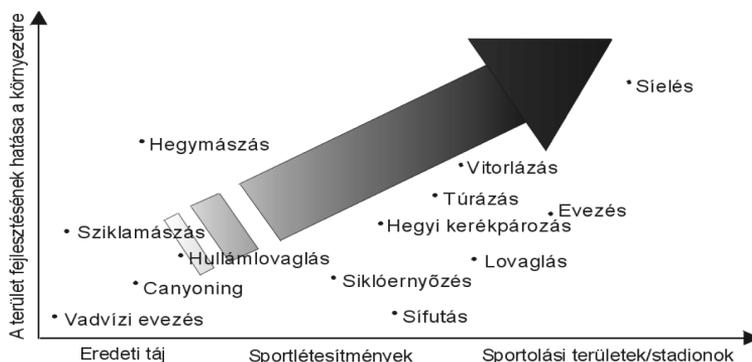 A terület fejlesztésének hatása a környezetre
Síelés
Hegymászás
Vitorlázás
Túrázás
Evezés
Hegyi kerékpározás
Sziklamászás
Hullámlovaglás
Lovaglás
Siklóernyőzés
Canyoning
Sífutás
Vadvízi evezés
Eredeti táj
Sportlétesítmények
Sportolási területek/stadionok